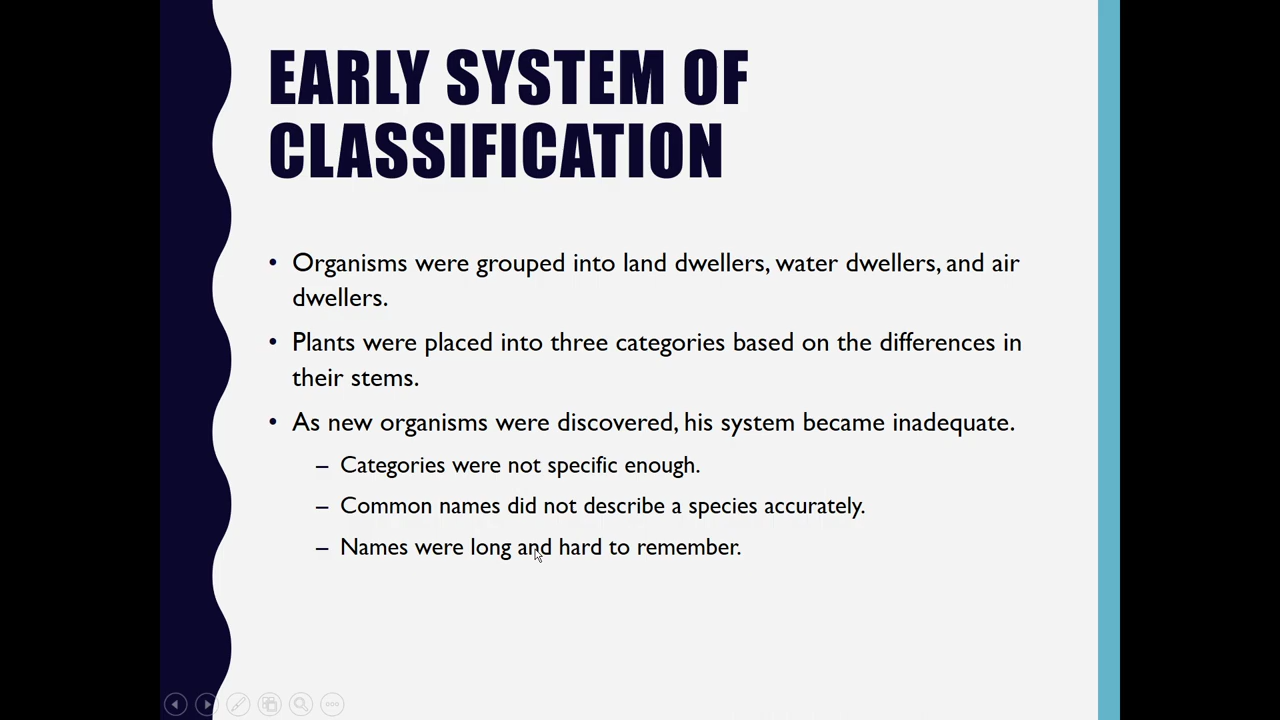 EARLY SYSTEM OF
CLASSIFICATION
• Organisms were grouped into land dwellers, water dwellers, and air
dwellers.
• Plants were placed into three categories based on the differences in
their stems.
• As new organisms were discovered, his system became inadequate.
– Categories were not specific enough.
– Common names did not describe a species accurately.
– Names were long and hard to remember.